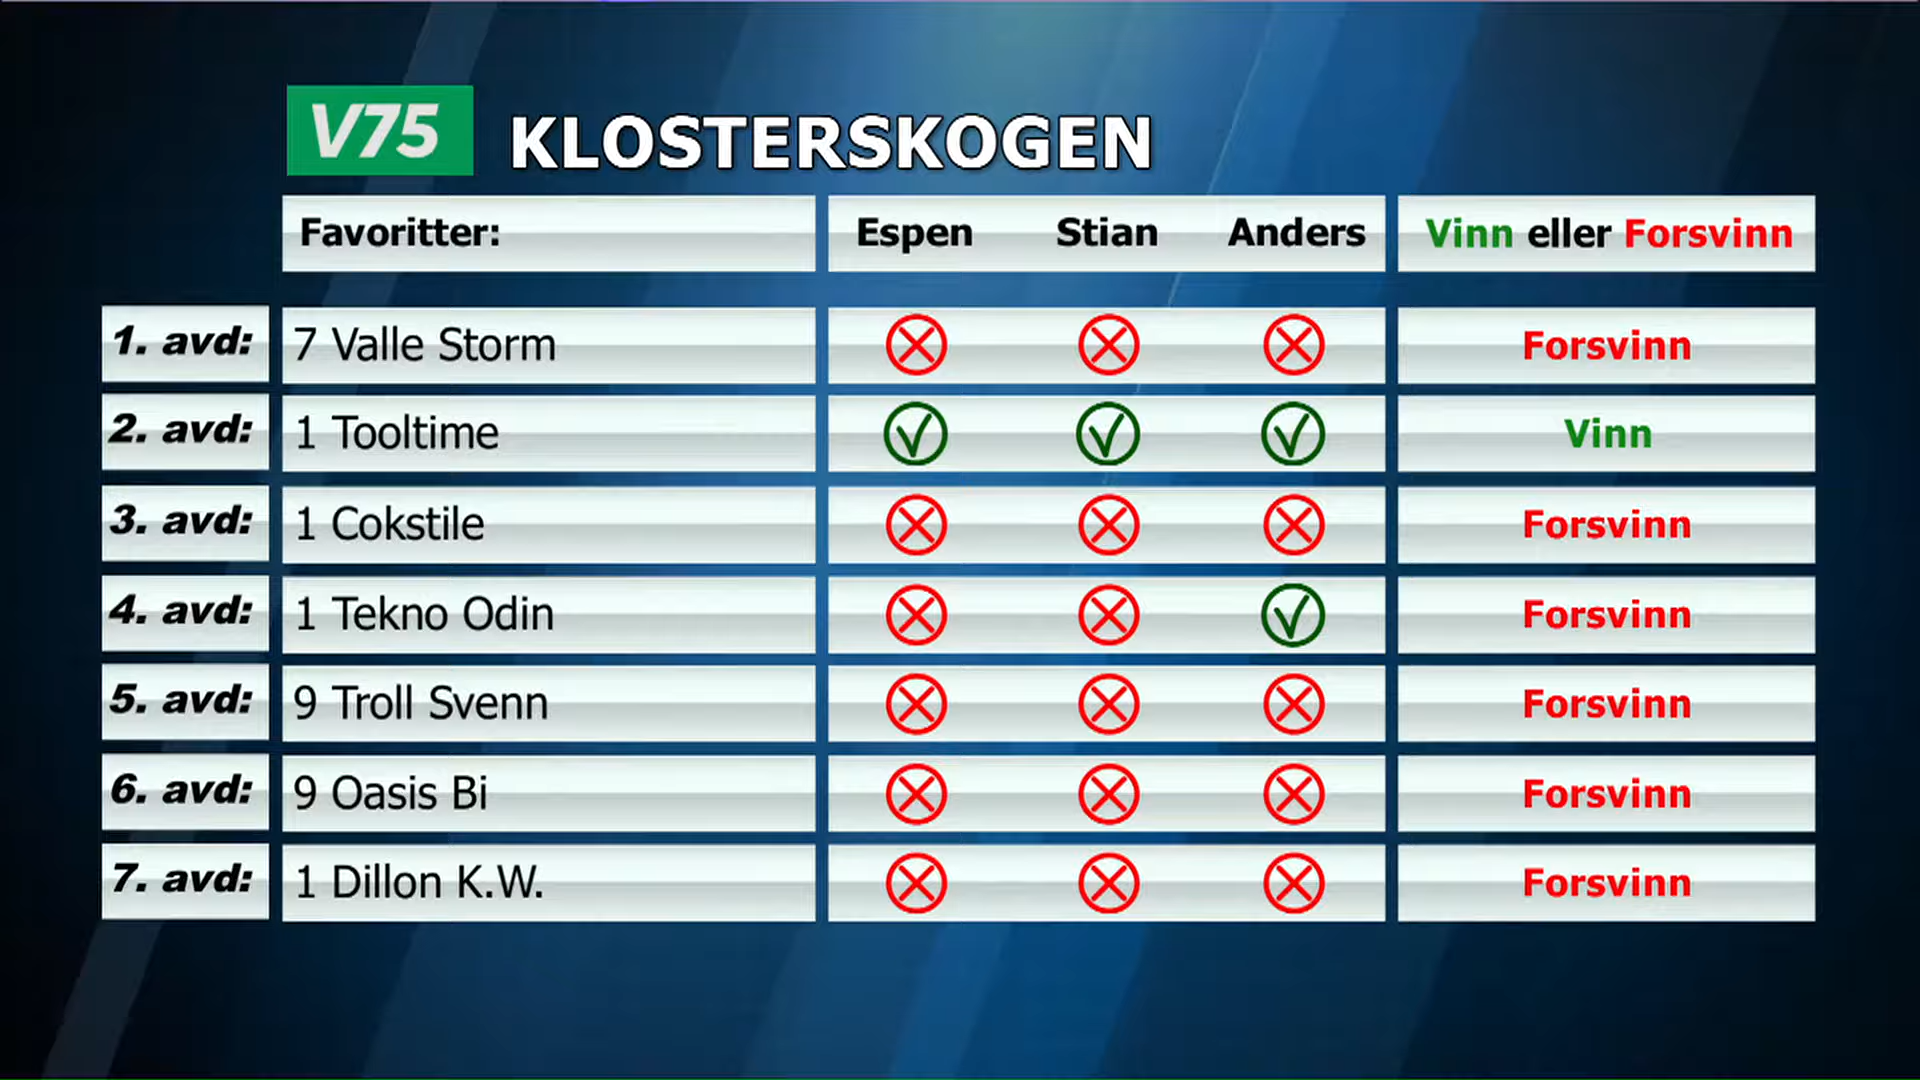 V75 KLOSTERSKOGEN
Favoritter: Espen Stian Anders Vinn eller Forsvinn
1. avd: 7 Valle Storm Forsvinn
2. avd: 1 Tooltime Vinn
3. avd: 1 Cokstile Forsvinn
4. avd: 1 Tekno Odin Forsvinn
5. avd: 9 Troll Svenn Forsvinn
6. avd: 9 Oasis Bi Forsvinn
7. avd: 1 Dillon K.W. Forsvinn